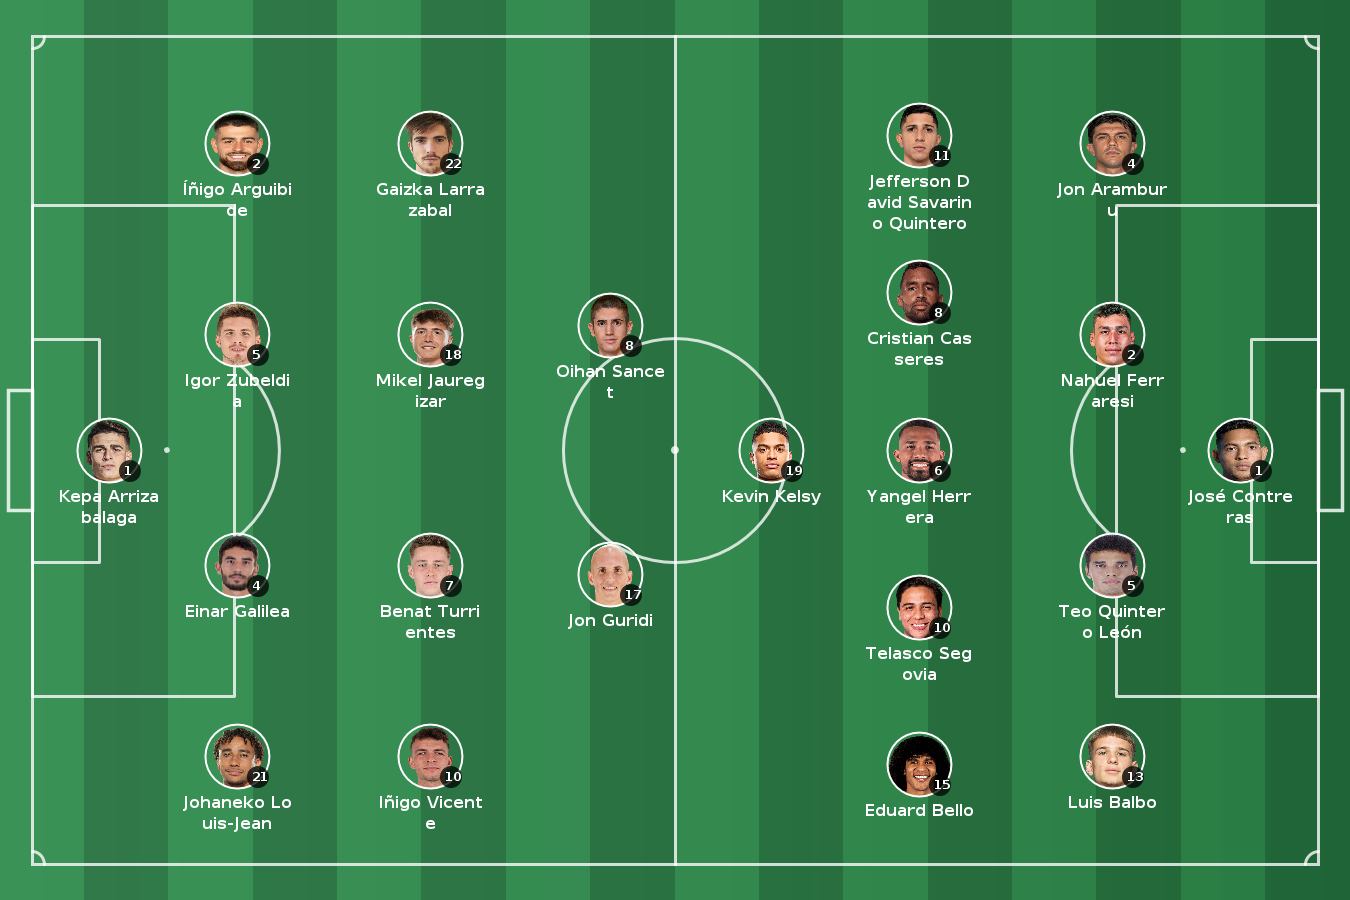 2
Íñigo Arguibi
de
22
Gaizka Larra
zabal
5
Igor Zubeldi
a
18
Mikel Jaureg
izar
8
Oihan Sance
t
1
Kepa Arriza
balaga
4
Einar Galilea
7
Benat Turri
entes
17
Jon Guridi
21
Johaneko Lo
uis-Jean
10
Iñigo Vicent
e
11
Jefferson D
avid Savarin
o Quintero
4
Jon Arambur
u
8
Cristian Cas
seres
2
Nahuel Ferr
aresi
19
Kevin Kelsy
6
Yangel Herr
era
1
José Contre
ras
10
Telasco Seg
ovia
5
Teo Quinter
o León
15
Eduard Bello
13
Luis Balbo